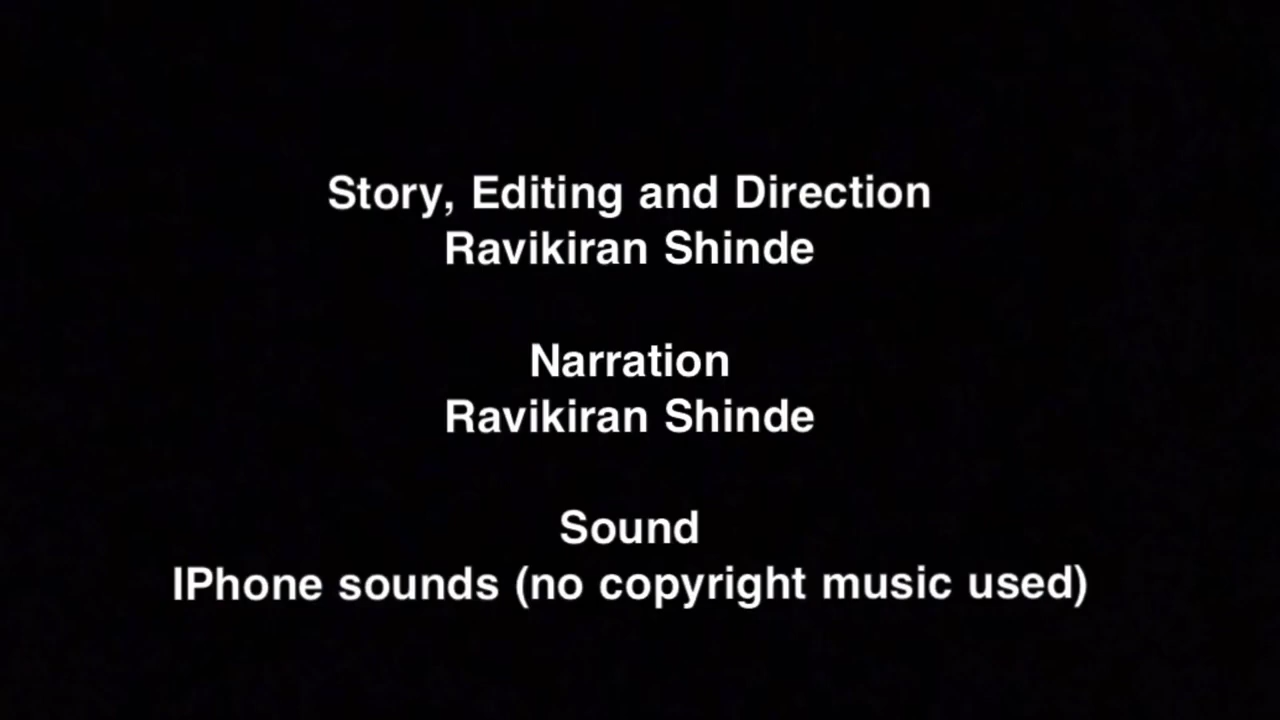 Story, Editing and Direction
Ravikiran Shinde
Narration
Ravikiran Shinde
Sound
IPhone sounds (no copyright music used)